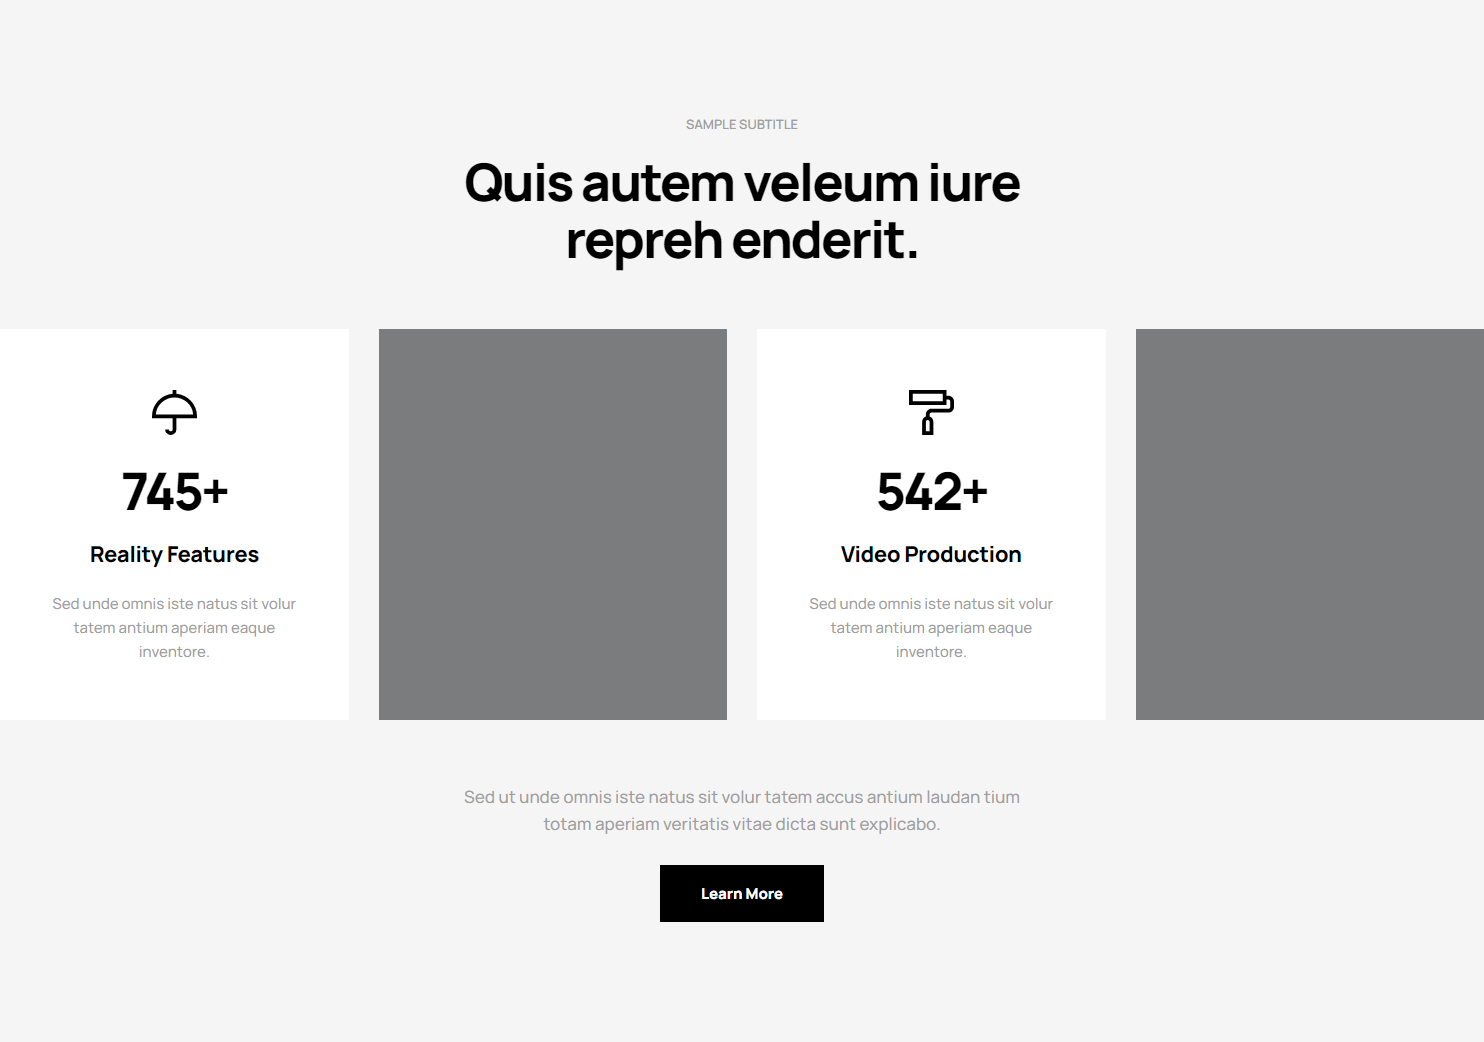 SAMPLE SUBTITLE
Quis autem veleum iure
repreh enderit.
745+
Reality Features
Sed unde omnis iste natus sit volur
tatem antium aperiam eaque
inventore.
542+
Video Production
Sed unde omnis iste natus sit volur
tatem antium aperiam eaque
inventore.
Sed ut unde omnis iste natus sit volur tatem accus antium laudan tium
totam aperiam veritatis vitae dicta sunt explicabo.
Learn More